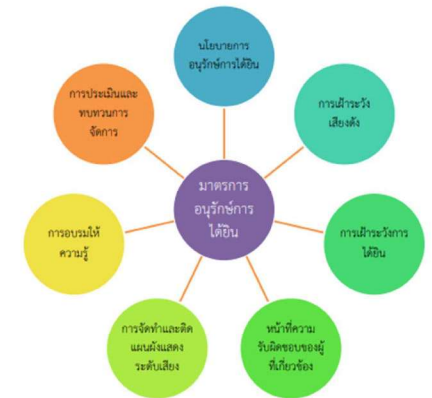 นโยบายการ
อนุรักษ์การได้ยิน
การเฝ้าระวัง
เสียงดัง
การเฝ้าระวังการ
ได้ยิน
หน้าที่ความ
รับผิดชอบของผู้
ที่เกี่ยวข้อง
การจัดทำและติด
แผนผังแสดง
ระดับเสียง
การอบรมให้
ความรู้
การประเมินและ
ทบทวนการ
จัดการ
มาตรการ
อนุรักษ์การ
ได้ยิน